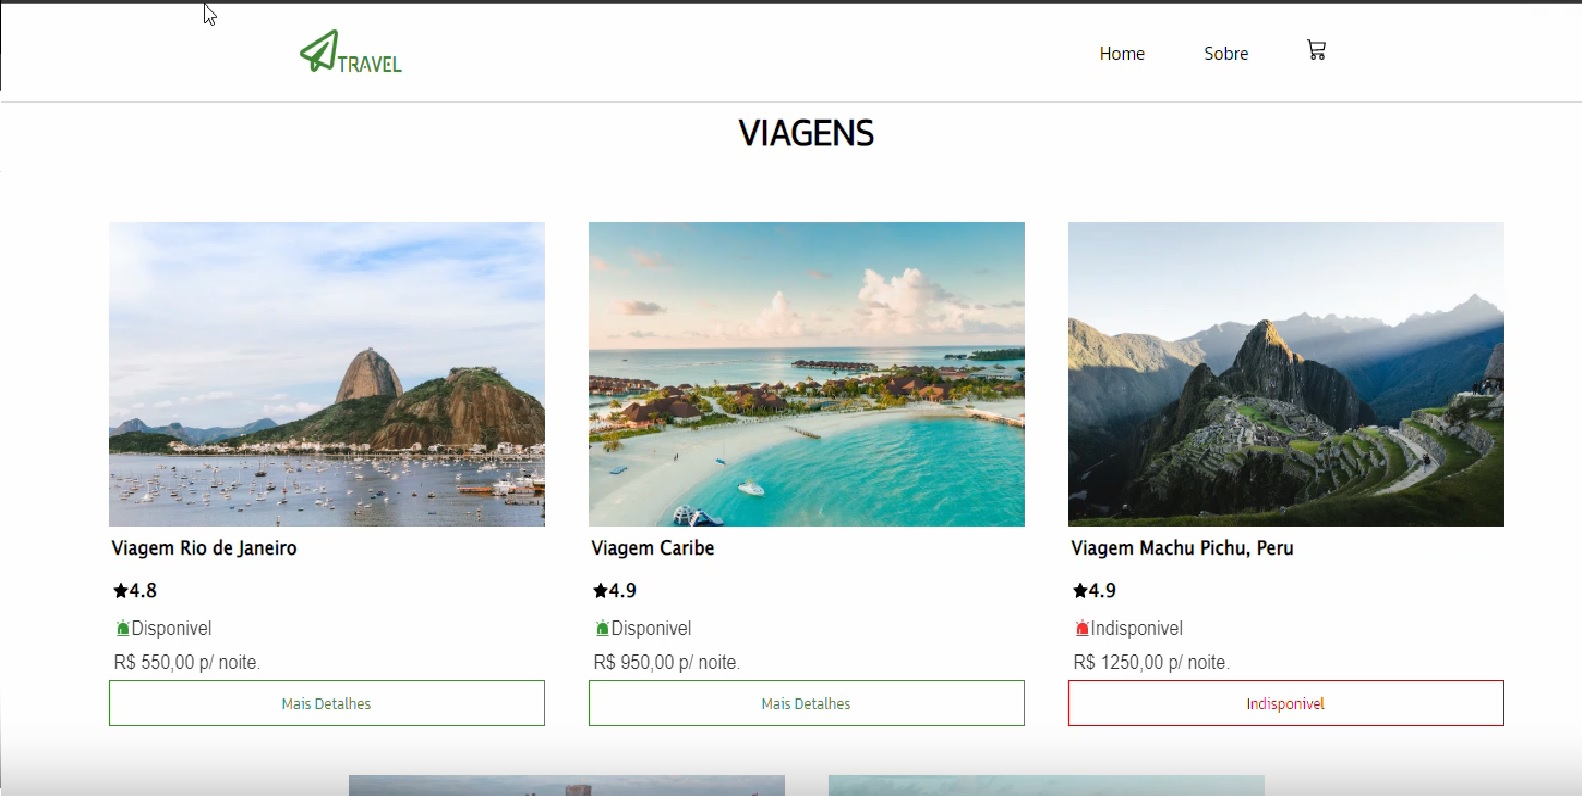 TRAVEL
Home Sobre
VIAGENS
Viagem Rio de Janeiro
4.8
Disponivel
R$ 550,00 p/ noite.
Mais Detalhes
Viagem Caribe
4.9
Disponivel
R$ 950,00 p/ noite.
Mais Detalhes
Viagem Machu Pichu, Peru
4.9
Indisponivel
R$ 1250,00 p/ noite.
Indisponivel